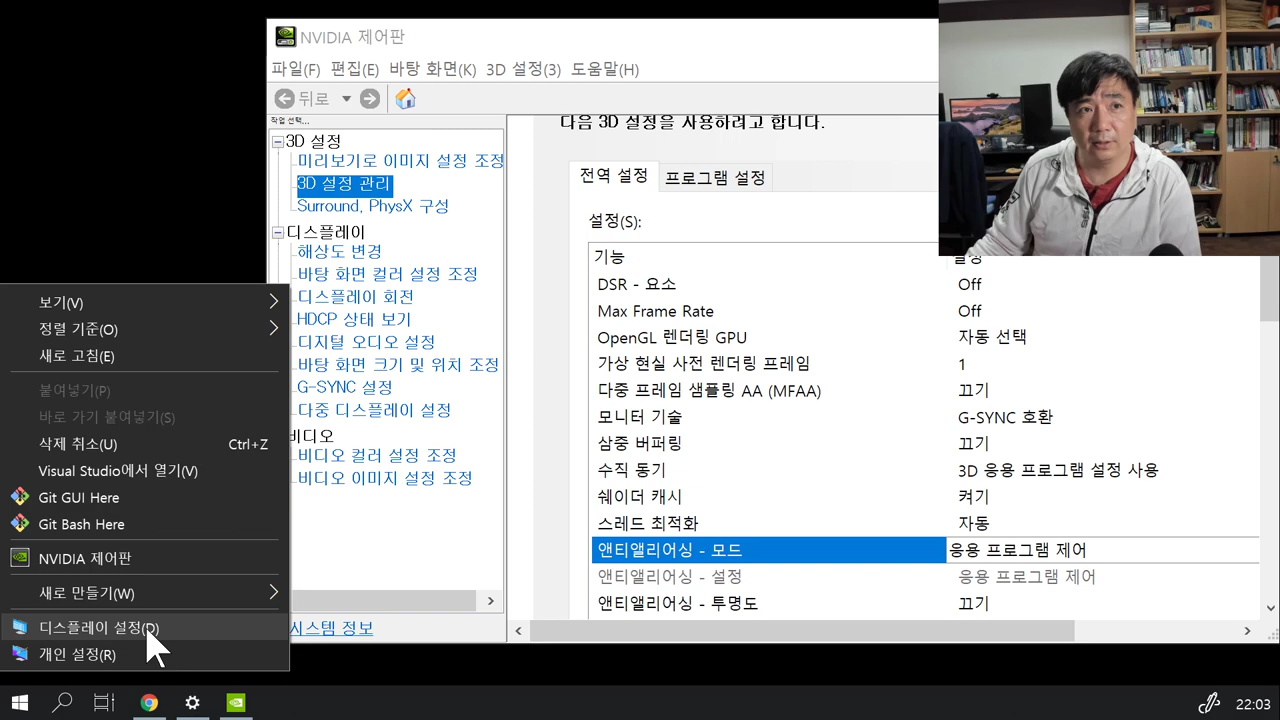 NVIDIA 제어판
파일(F) 편집(E) 바탕 화면(K) 3D 설정(3) 도움말(H)
뒤로
작업 선택...
3D 설정
미리보기로 이미지 설정 조정
3D 설정 관리
Surround, PhysX 구성
디스플레이
해상도 변경
바탕 화면 컬러 설정 조정
디스플레이 회전
HDCP 상태 보기
디지털 오디오 설정
바탕 화면 크기 및 위치 조정
G-SYNC 설정
다중 디스플레이 설정
비디오
비디오 컬러 설정 조정
비디오 이미지 설정 조정
시스템 정보
다음 3D 설정을 사용하려고 합니다.
전역 설정 프로그램 설정
설정(S):
기능 설정
DSR - 요소 Off
Max Frame Rate Off
OpenGL 렌더링 GPU 자동 선택
가상 현실 사전 렌더링 프레임 1
다중 프레임 샘플링 AA (MFAA) 끄기
모니터 기술 G-SYNC 호환
삼중 버퍼링 끄기
수직 동기 3D 응용 프로그램 설정 사용
쉐이더 캐시 켜기
스레드 최적화 자동
앤티앨리어싱 - 모드 응용 프로그램 제어
앤티앨리어싱 - 설정 응용 프로그램 제어
앤티앨리어싱 - 투명도 끄기
보기(V)
정렬 기준(O)
새로 고침(E)
붙여넣기(P)
바로 가기 붙여넣기(S)
삭제 취소(U) Ctrl+Z
Visual Studio에서 열기(V)
Git GUI Here
Git Bash Here
NVIDIA 제어판
새로 만들기(W)
디스플레이 설정(D)
개인 설정(R)
22:03